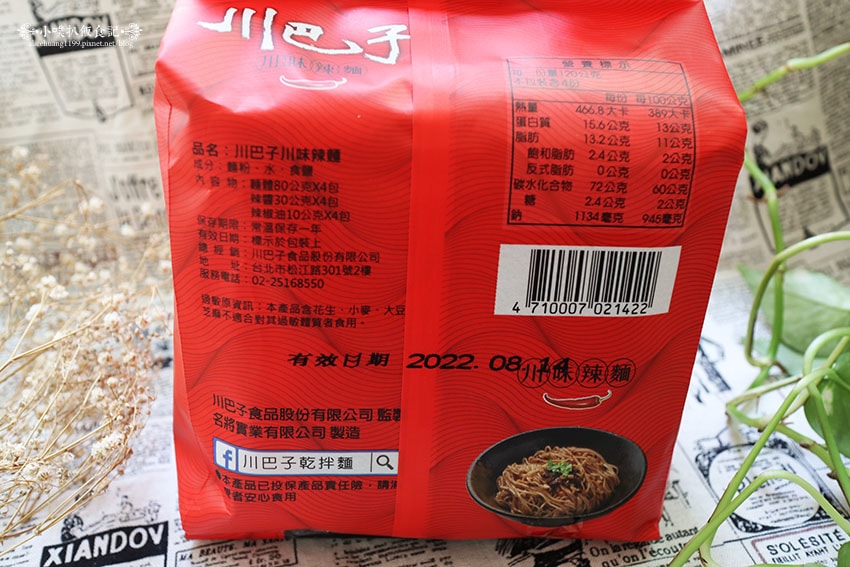 小喨趴飯食記
川巴子
川味辣麵
品名：川巴子川味辣麵
成分：麵粉、水、食鹽
內容物：麵體80公克X4包
辣醬30公克X4包
辣椒油10公克X4包
保存期限：常溫保存一年
有效日期：標示於包裝上
總經銷：川巴子食品股份有限公司
地址：台北市松江路301號2樓
服務電話：02-25168550
過敏原資訊：本產品含花生、小麥、大豆
芝麻不適合對其過敏體質者食用。
營養標示
每一份量120公克
本包裝含4份
每份 每100公克
熱量 466.8大卡 389大卡
蛋白質 15.6公克 13公克
脂肪 13.2公克 11公克
飽和脂肪 2.4公克 2公克
反式脂肪 0公克 0公克
碳水化合物 72公克 60公克
糖 2.4公克 2公克
鈉 1134毫克 945毫克
4 710007 021422
有效日期 2022. 08. 14
川味辣麵
川巴子食品股份有限公司 監製
名將實業有限公司 製造
f 川巴子乾拌麵
●本產品已投保產品責任險，請消
費者安心食用
XIANDOV
XIANDOV
MA BEAUTÉ. MA
On lance
qu'on l'écout
SOLÉSITÉ